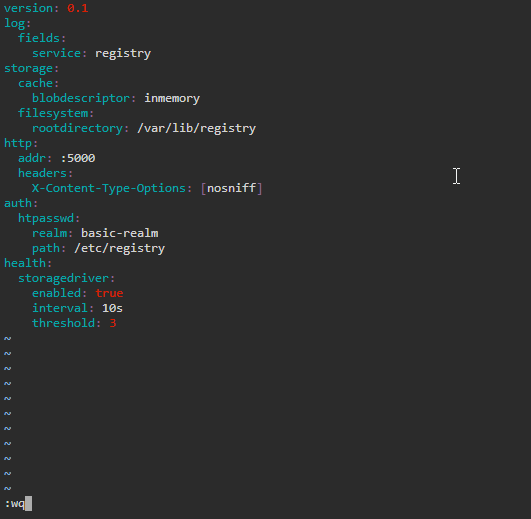 version: 0.1
log:
  fields:
    service: registry
storage:
  cache:
    blobdescriptor: inmemory
  filesystem:
    rootdirectory: /var/lib/registry
http:
  addr: :5000
  headers:
    X-Content-Type-Options: [nosniff]
auth:
  htpasswd:
    realm: basic-realm
    path: /etc/registry
health:
  storagedriver:
    enabled: true
    interval: 10s
    threshold: 3
~
~
~
~
~
~
~
~
~
~
~
:wq